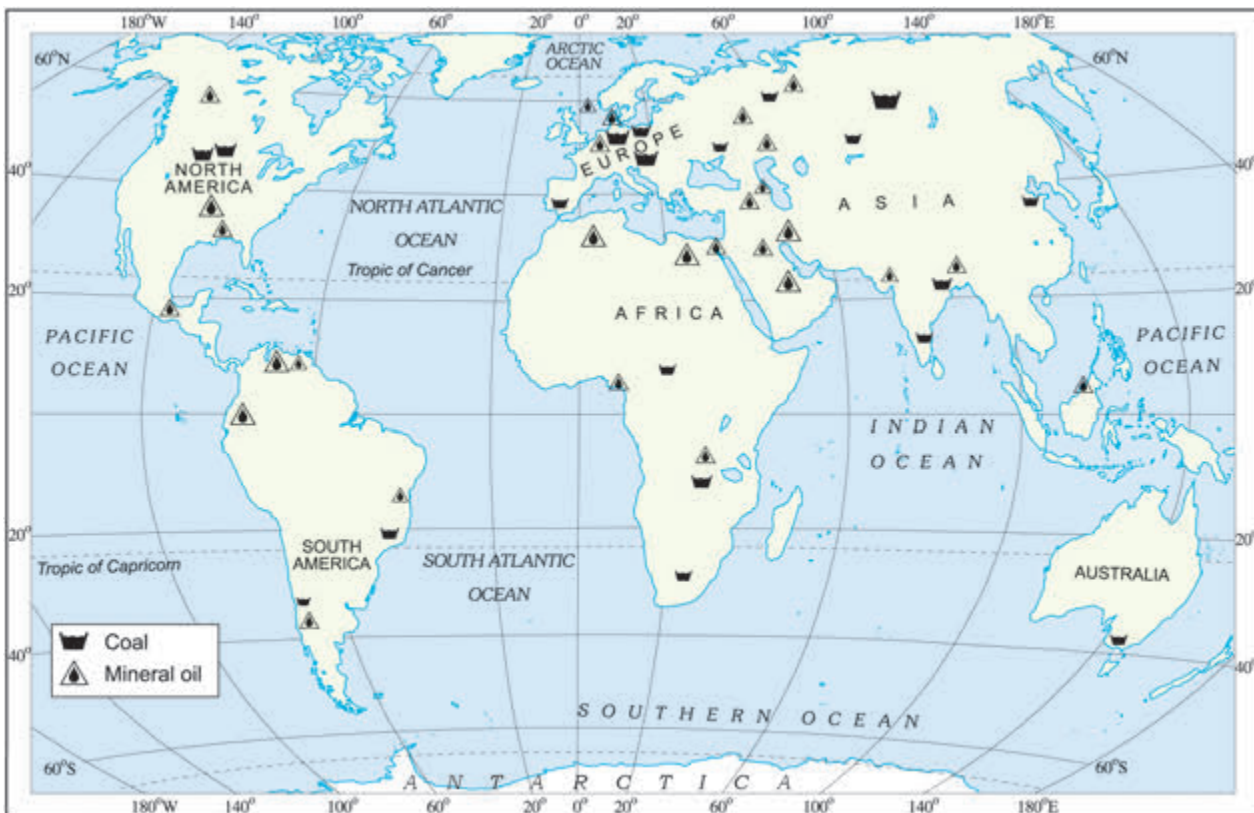 180°W 140° 100° 60° 20° 0° 20° 60° 100° 140° 180°E
ARCTIC
OCEAN
60°N
60°N
EUROPE
NORTH
AMERICA
40°
40°
ASIA
NORTH ATLANTIC
OCEAN
Tropic of Cancer
20°
20°
AFRICA
PACIFIC
OCEAN
PACIFIC
OCEAN
INDIAN
OCEAN
20°
20°
Tropic of Capricorn
SOUTH
AMERICA
SOUTH ATLANTIC
OCEAN
AUSTRALIA
Coal
Mineral oil
40°
40°
SOUTHERN OCEAN
60°S
60°S
ANTARCTICA
180°W 140° 100° 60° 20° 0° 20° 60° 100° 140° 180°E